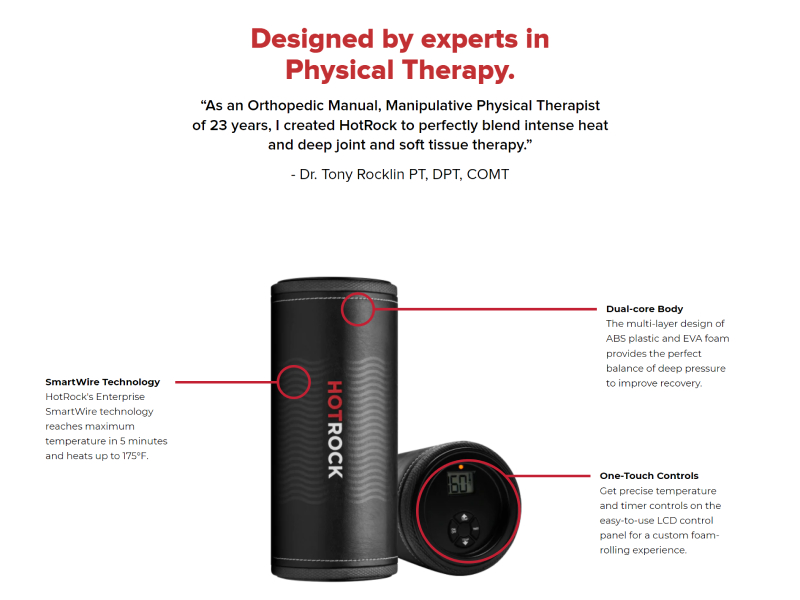 Designed by experts in
Physical Therapy.
“As an Orthopedic Manual, Manipulative Physical Therapist
of 23 years, I created HotRock to perfectly blend intense heat
and deep joint and soft tissue therapy.”
- Dr. Tony Rocklin PT, DPT, COMT
Dual-core Body
The multi-layer design of
ABS plastic and EVA foam
provides the perfect
balance of deep pressure
to improve recovery.
SmartWire Technology
HotRock's Enterprise
SmartWire technology
reaches maximum
temperature in 5 minutes
and heats up to 175°F.
HOTROCK
One-Touch Controls
Get precise temperature
and timer controls on the
easy-to-use LCD control
panel for a custom foam-
rolling experience.